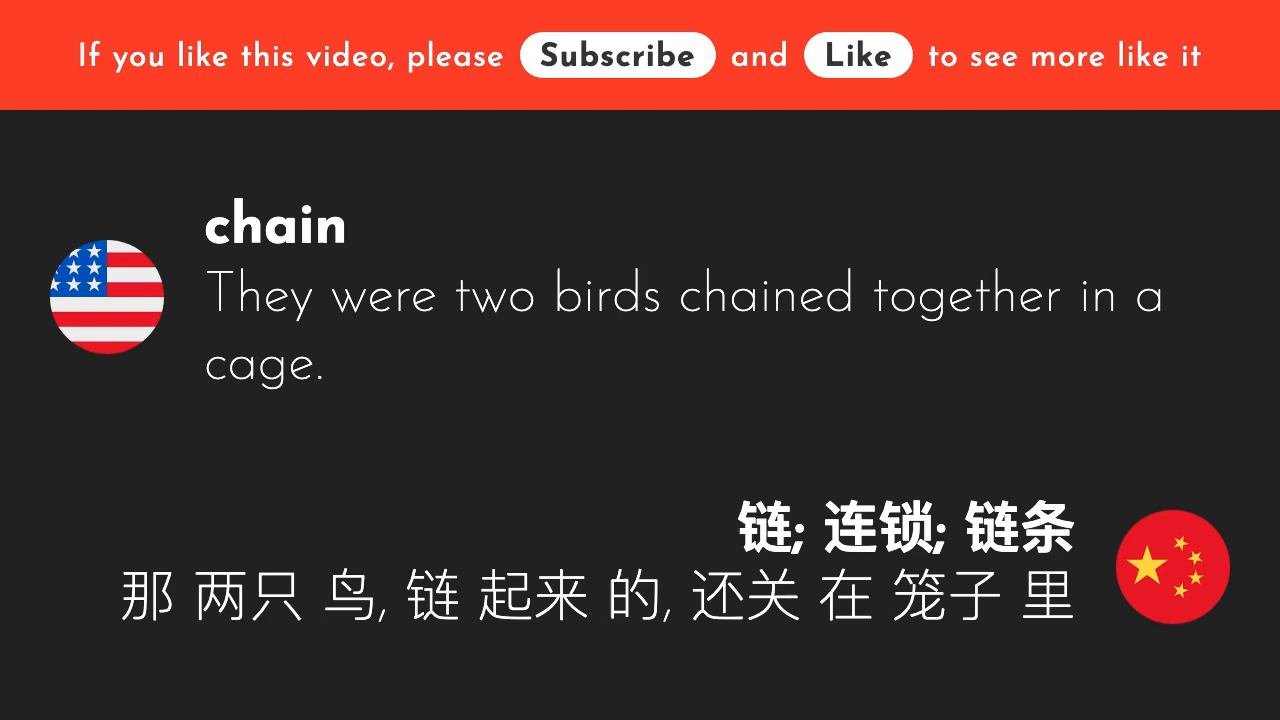 If you like this video, please Subscribe and Like to see more like it
chain
They were two birds chained together in a
cage.
链; 连锁; 链条
那 两只 鸟, 链 起来 的, 还关 在 笼子 里